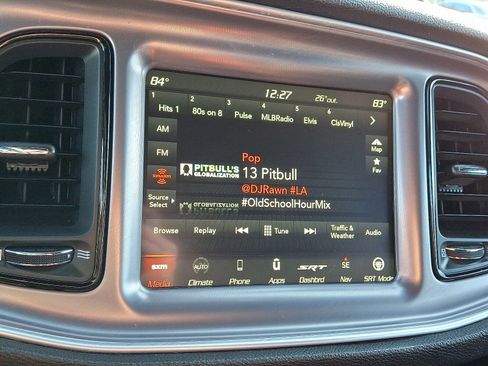 84° 12:27 26°out. 83°
1 2 3 4 5 6
Hits 1 80s on 8 Pulse MLBRadio Elvis ClsVinyl
AM
Map
FM
Pop
Fav
PITBULL'S
GLOBALIZATION
13 Pitbull
siriusxm
@DJRawn #LA
Source
Select
#OldSchoolHourMix
Browse Replay Tune Traffic &
Weather Audio
sxm AUTO SRT SE
Media Climate Phone Apps Dashbrd Nav SRT Mode